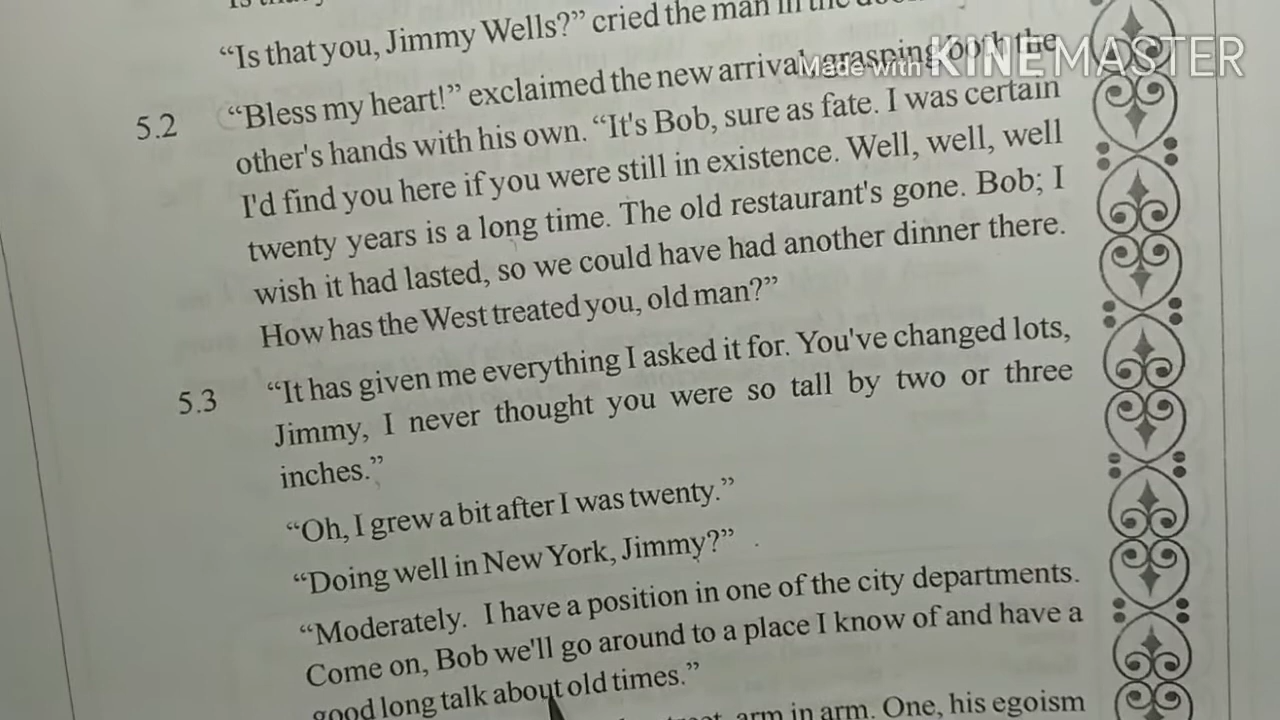 “Is that you, Jimmy Wells?” cried the man in the
Made with KINEMASTER
5.2 “Bless my heart!” exclaimed the new arrival, grasping both the
other's hands with his own. “It's Bob, sure as fate. I was certain
I'd find you here if you were still in existence. Well, well, well
twenty years is a long time. The old restaurant's gone. Bob; I
wish it had lasted, so we could have had another dinner there.
How has the West treated you, old man?”
5.3 “It has given me everything I asked it for. You've changed lots,
Jimmy, I never thought you were so tall by two or three
inches.”
“Oh, I grew a bit after I was twenty.”
“Doing well in New York, Jimmy?”
“Moderately. I have a position in one of the city departments.
Come on, Bob we'll go around to a place I know of and have a
good long talk about old times.”
arm in arm. One, his egoism